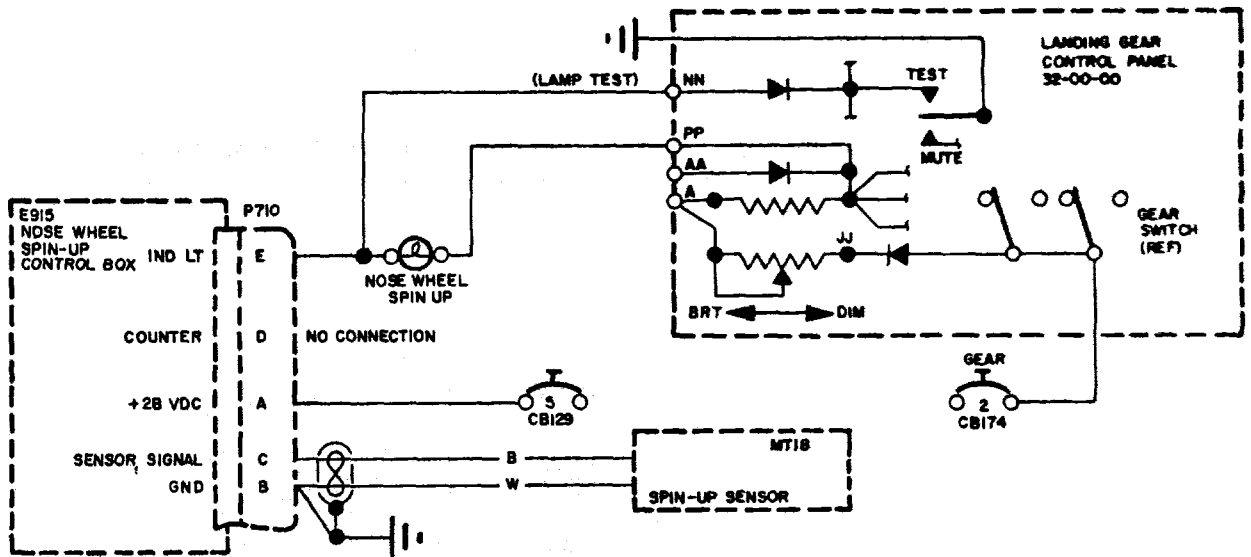 LANDING GEAR
CONTROL PANEL
32-00-00
(LAMP TEST)
NN
TEST
PP
MUTE
AA
A
E915
NOSE WHEEL
SPIN-UP
CONTROL BOX
P710
IND LT
E
NOSE WHEEL
SPIN UP
JJ
GEAR
SWITCH
(REF)
BRT
DIM
COUNTER
D
NO CONNECTION
GEAR
+28 VDC
A
5
CB129
2
CB174
SENSOR SIGNAL
C
B
MT18
GND
B
W
SPIN-UP SENSOR